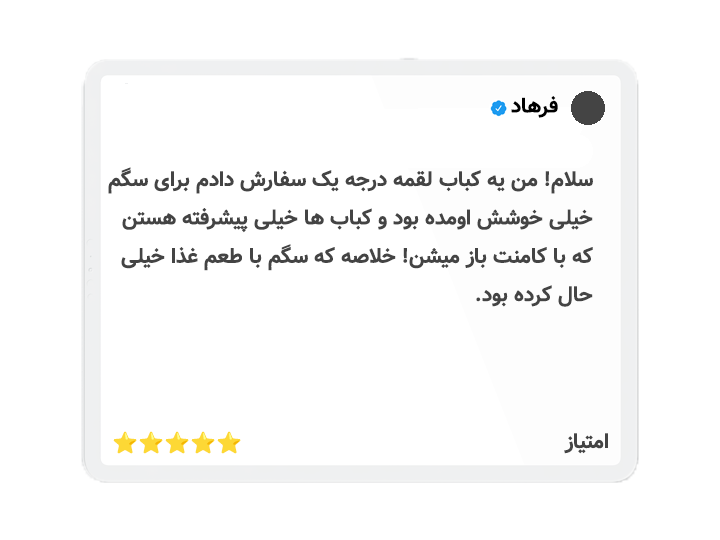 فرهاد
سلام! من یه کباب لقمه درجه یک سفارش دادم برای سگم
خیلی خوشش اومده بود و کباب ها خیلی پیشرفته هستن
که با کامنت باز میشن! خلاصه که سگم با طعم غذا خیلی
حال کرده بود.
امتیاز